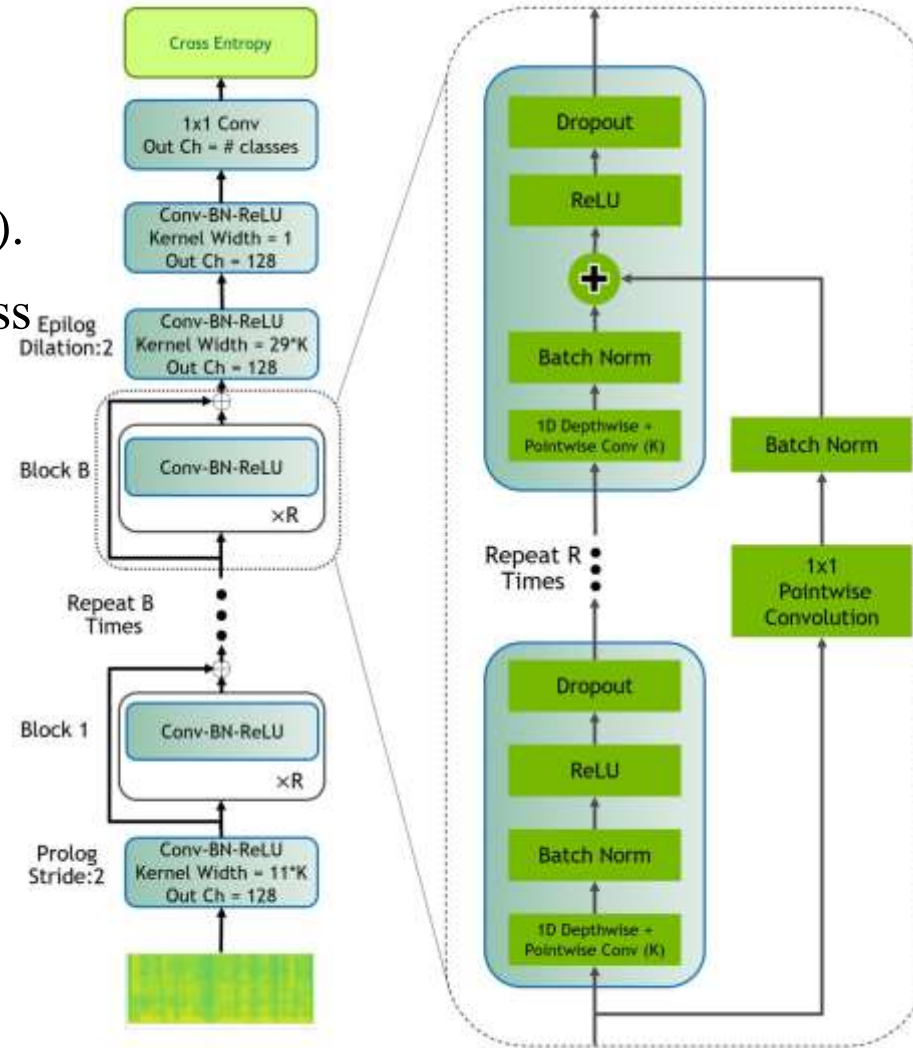 ).
ss
Cross Entropy
1x1 Conv
Out Ch = # classes
Conv-BN-ReLU
Kernel Width = 1
Out Ch = 128
Epilog
Dilation:2
Conv-BN-ReLU
Kernel Width = 29*K
Out Ch = 128
Block B
Conv-BN-ReLU
×R
Repeat B
Times
Block 1
Conv-BN-ReLU
×R
Prolog
Stride:2
Conv-BN-ReLU
Kernel Width = 11*K
Out Ch = 128
Dropout
ReLU
+
Batch Norm
1D Depthwise +
Pointwise Conv (K)
Repeat R
Times
Dropout
ReLU
Batch Norm
1D Depthwise +
Pointwise Conv (K)
Batch Norm
1x1
Pointwise
Convolution